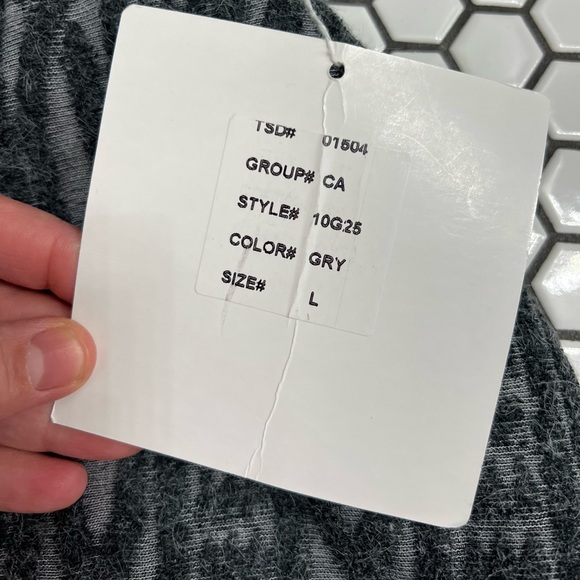 TSD# 01504
GROUP# CA
STYLE# 10G25
COLOR# GRY
SIZE# L